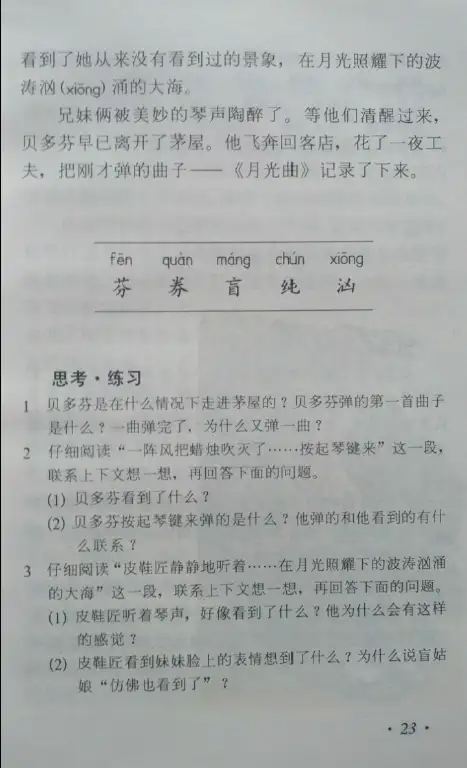 看到了她从来没有看到过的景象，在月光照耀下的波
涛汹(xiōng)涌的大海。
兄妹俩被美妙的琴声陶醉了。等他们清醒过来，
贝多芬早已离开了茅屋。他飞奔回客店，花了一夜工
夫，把刚才弹的曲子——《月光曲》记录了下来。
fēn quàn máng chún xiōng
芬 券 盲 纯 汹
思考·练习
1 贝多芬是在什么情况下走进茅屋的？贝多芬弹的第一首曲子
是什么？一曲弹完了，为什么又弹一曲？
2 仔细阅读“一阵风把蜡烛吹灭了……按起琴键来”这一段，
联系上下文想一想，再回答下面的问题。
(1) 贝多芬看到了什么？
(2) 贝多芬按起琴键来弹的是什么？他弹的和他看到的有什
么联系？
3 仔细阅读“皮鞋匠静静地听着……在月光照耀下的波涛汹涌
的大海”这一段，联系上下文想一想，再回答下面的问题。
(1) 皮鞋匠听着琴声，好像看到了什么？他为什么会有这样
的感觉？
(2) 皮鞋匠看到妹妹脸上的表情想到了什么？为什么说盲姑
娘“仿佛也看到了”？
·23·